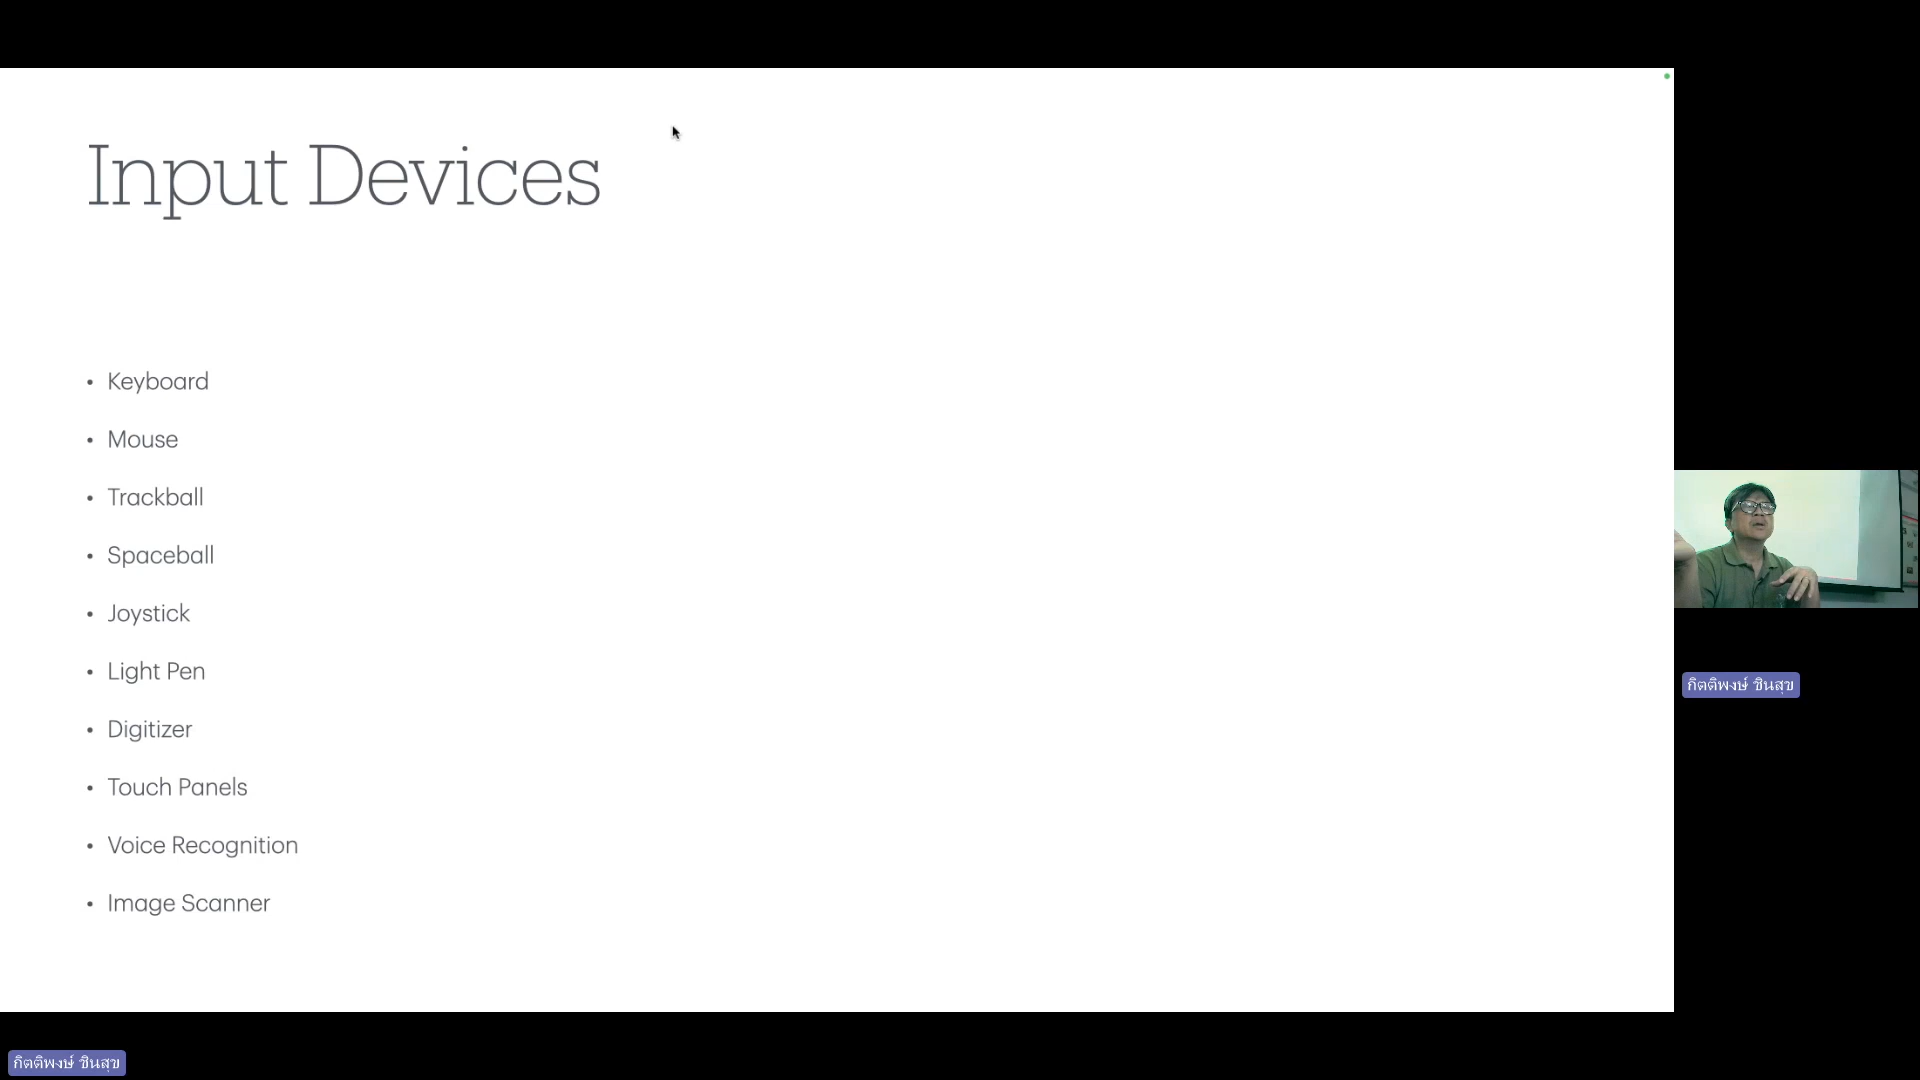 Input Devices
• Keyboard
• Mouse
• Trackball
• Spaceball
• Joystick
• Light Pen
• Digitizer
• Touch Panels
• Voice Recognition
• Image Scanner
กิตติพงษ์ ชินสุข
กิตติพงษ์ ชินสุข